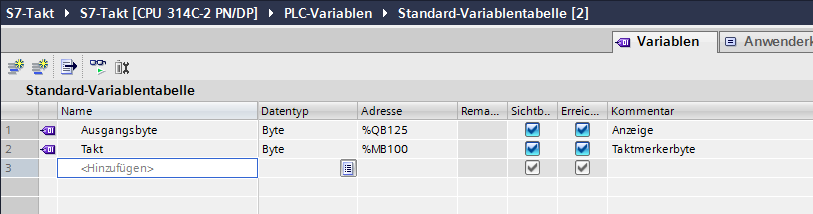 S7-Takt ▸ S7-Takt [CPU 314C-2 PN/DP] ▸ PLC-Variablen ▸ Standard-Variablentabelle [2]
Variablen Anwenderk
Standard-Variablentabelle
Name Datentyp Adresse Rema... Sichtb... Erreic... Kommentar
1 Ausgangsbyte Byte %QB125 Anzeige
2 Takt Byte %MB100 Taktmerkerbyte
3 <Hinzufügen>